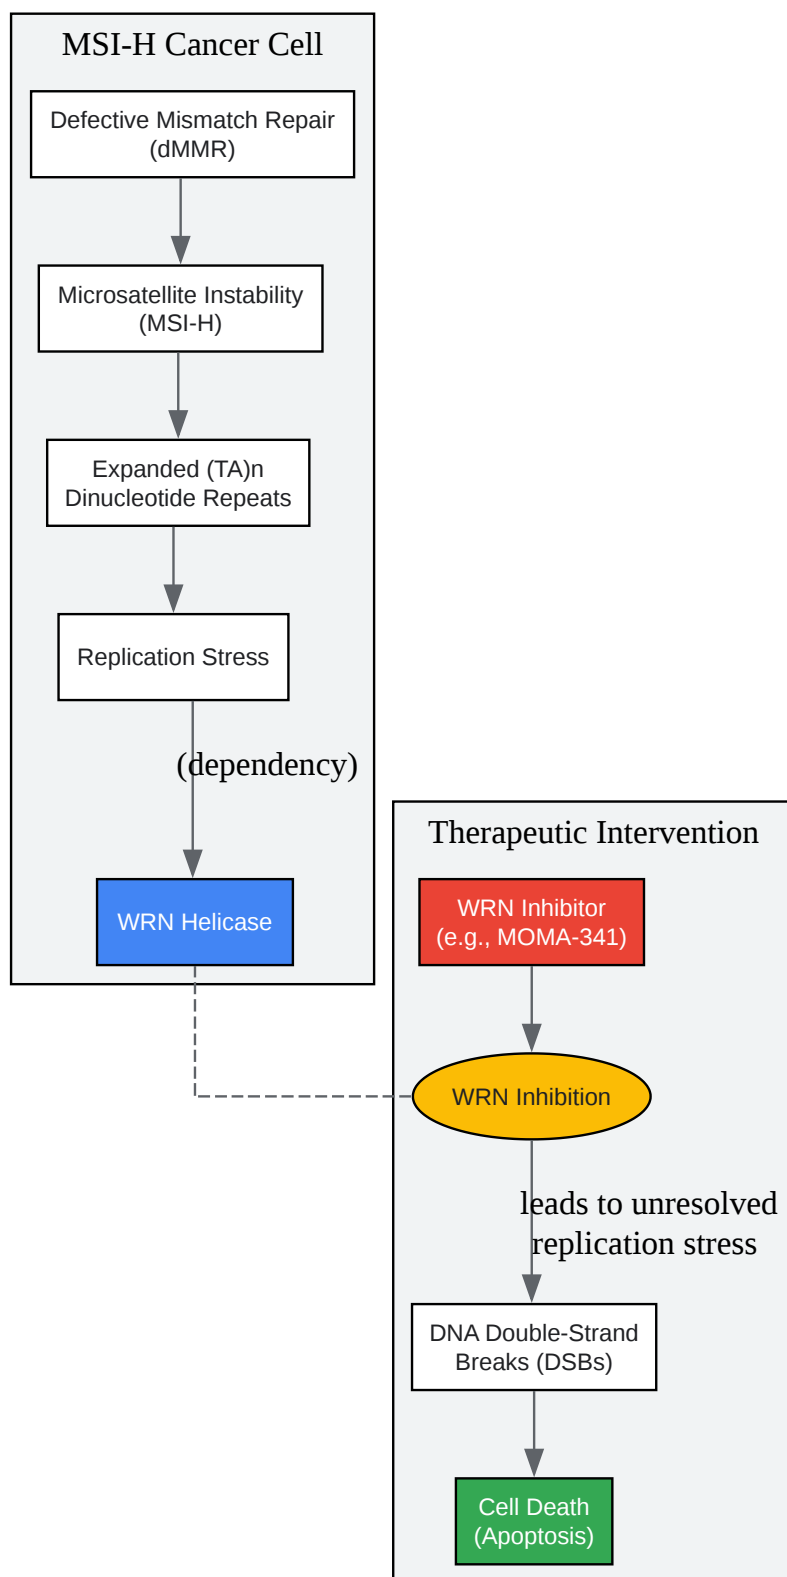 MSI-H Cancer Cell
Defective Mismatch Repair
(dMMR)
Microsatellite Instability
(MSI-H)
Expanded (TA)n
Dinucleotide Repeats
Replication Stress
(dependency)
WRN Helicase
Therapeutic Intervention
WRN Inhibitor
(e.g., MOMA-341)
WRN Inhibition
leads to unresolved
replication stress
DNA Double-Strand
Breaks (DSBs)
Cell Death
(Apoptosis)